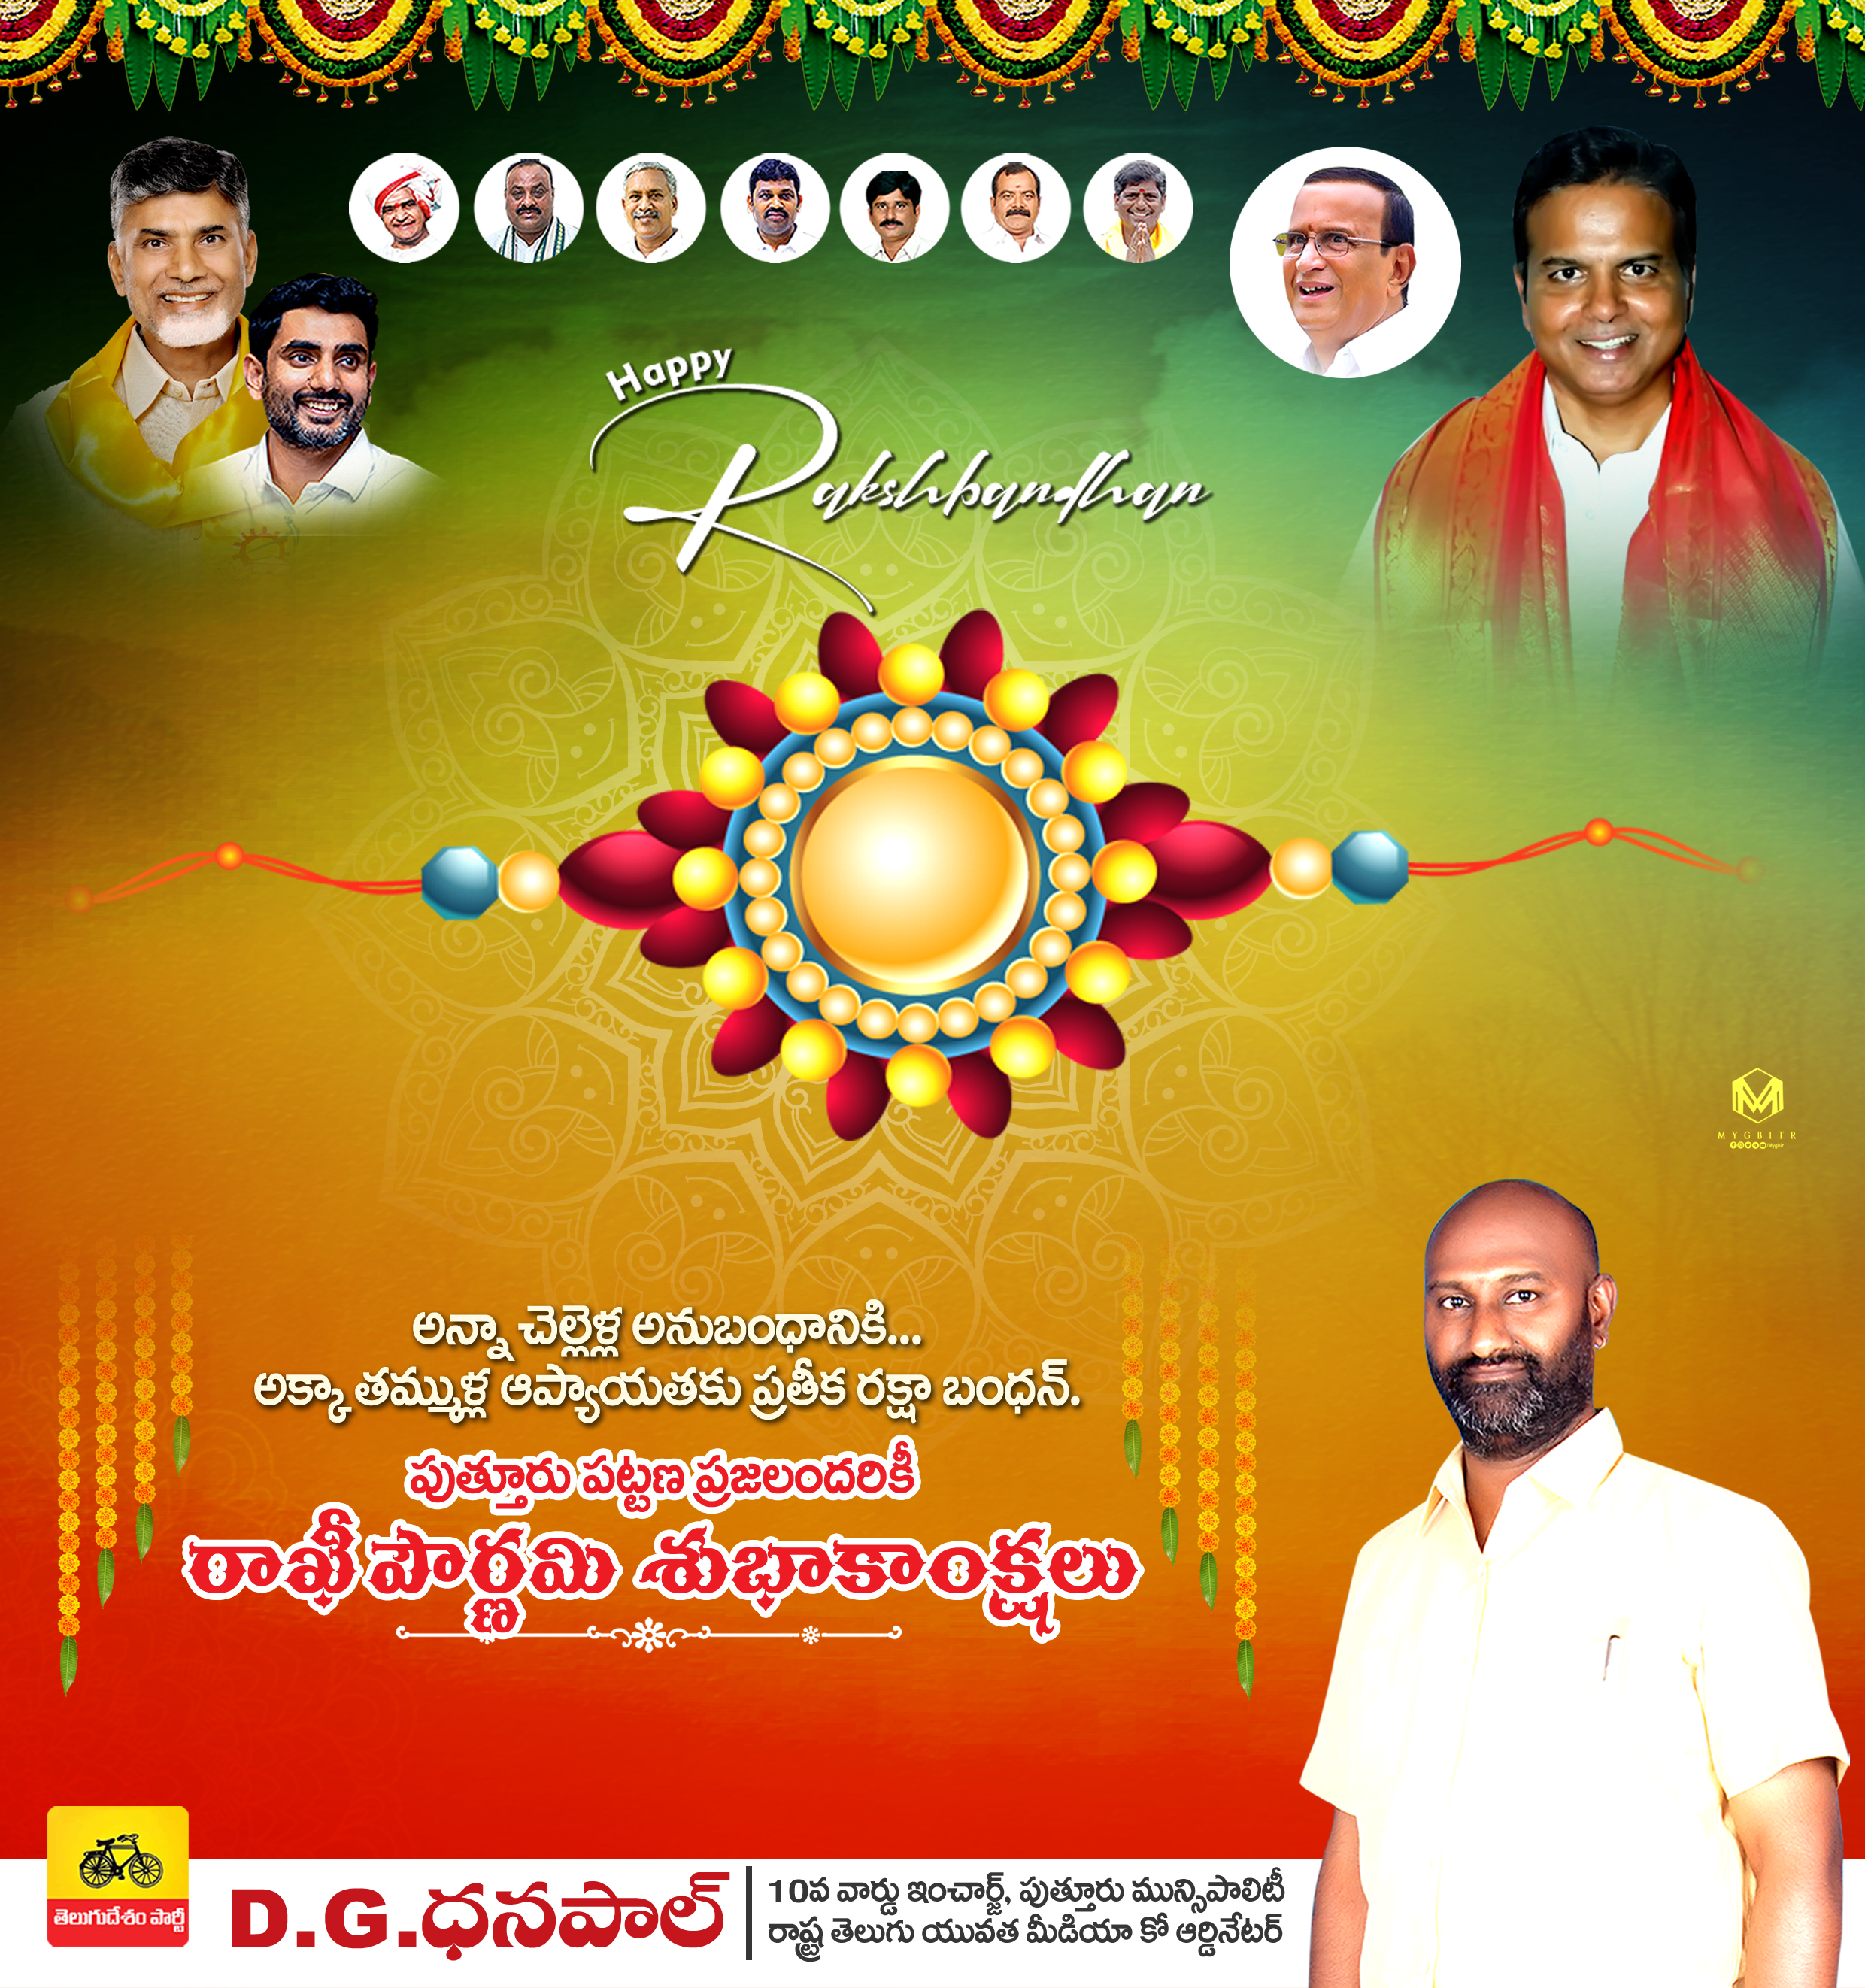 Happy
Rakshbandhan
MYGBITR
అన్నా చెల్లెళ్ల అనుబంధానికి...
అక్కా తమ్ముళ్ల ఆప్యాయతకు ప్రతీక రక్షా బంధన్.
పుత్తూరు పట్టణ ప్రజలందరికీ
రాఖీ పౌర్ణమి శుభాకాంక్షలు
తెలుగుదేశం పార్టీ
D.G.ధనపాల్
10వ వార్డు ఇంచార్జ్, పుత్తూరు మున్సిపాలిటీ
రాష్ట్ర తెలుగు యువత మీడియా కో ఆర్డినేటర్